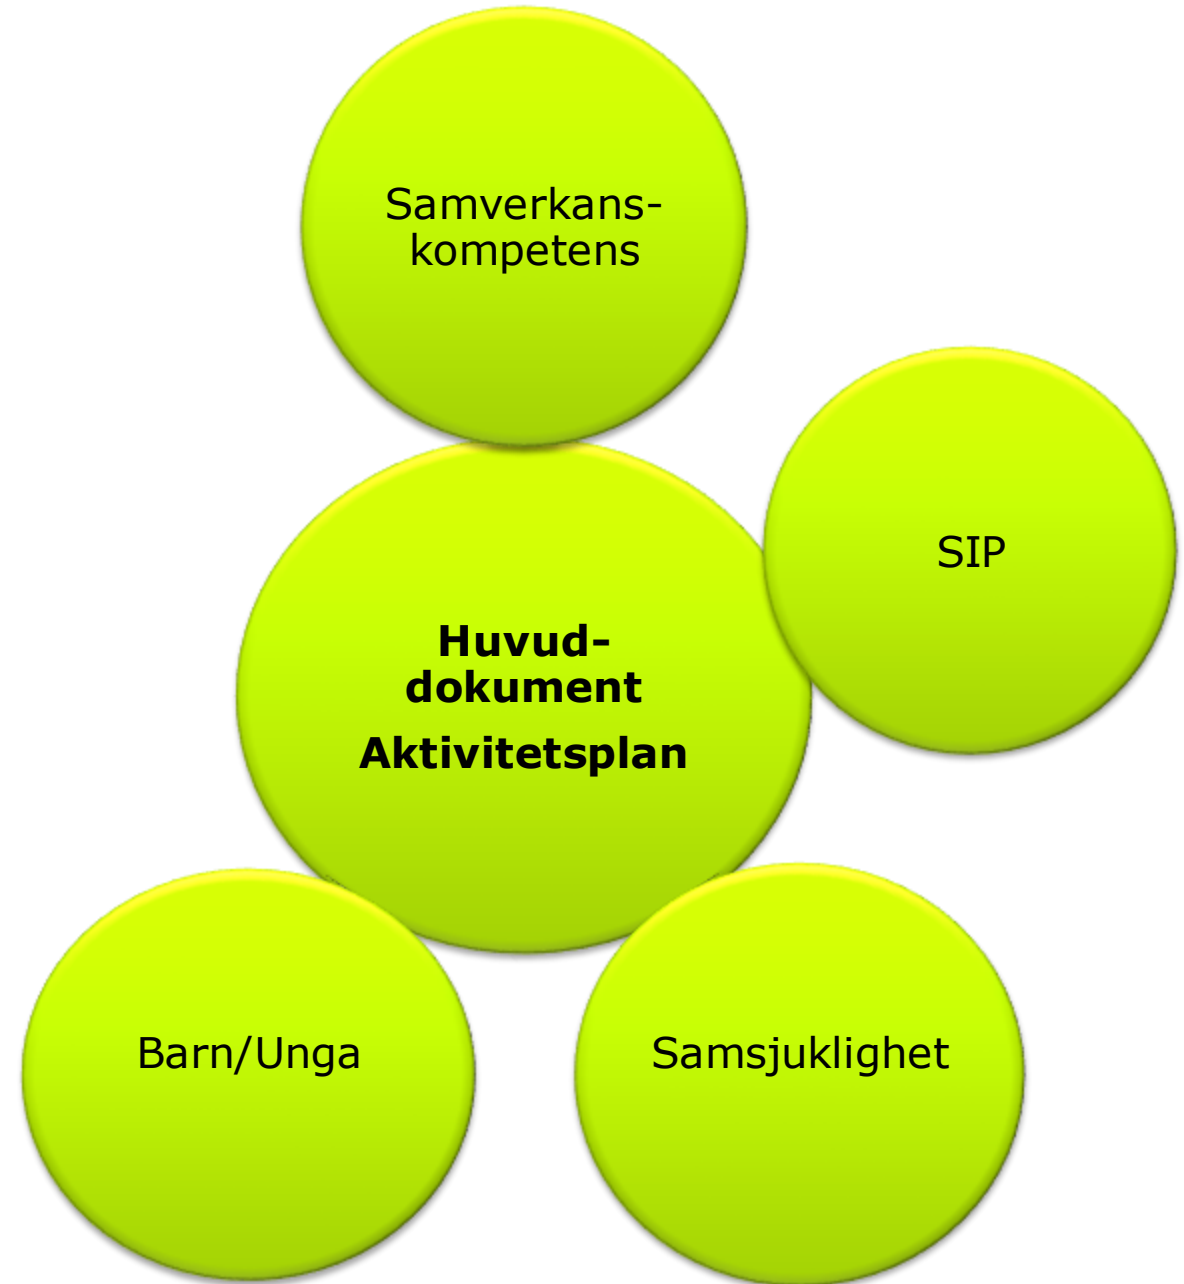 Samverkans-
kompetens
SIP
Huvud-
dokument
Aktivitetsplan
Barn/Unga
Samsjuklighet